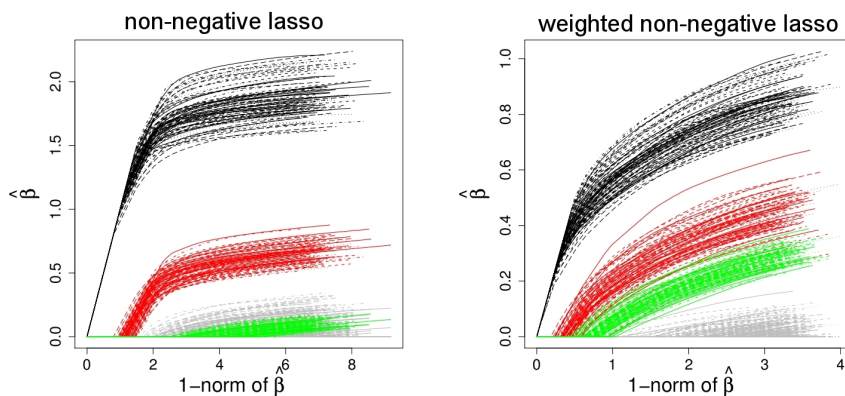 non-negative lasso
weighted non-negative lasso
2.0
1.5
1.0
0.5
0.0
β̂
0 2 4 6 8
1-norm of β̂
1.0
0.8
0.6
0.4
0.2
0.0
β̂
0 1 2 3 4
1-norm of β̂